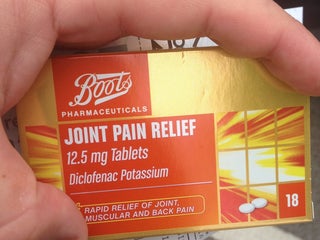 Boots
PHARMACEUTICALS
JOINT PAIN RELIEF
12.5 mg Tablets
Diclofenac Potassium
RAPID RELIEF OF JOINT,
MUSCULAR AND BACK PAIN
18